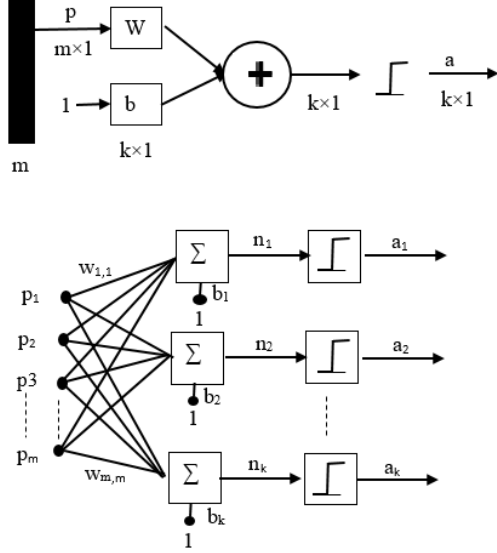 p W a
m×1 k×1 k×1
1 b
m k×1
w1,1 Σ n1 a1
p1 b1
1
p2 Σ n2 a2
p3 b2
1
pm
wm,m Σ nk ak
bk
1